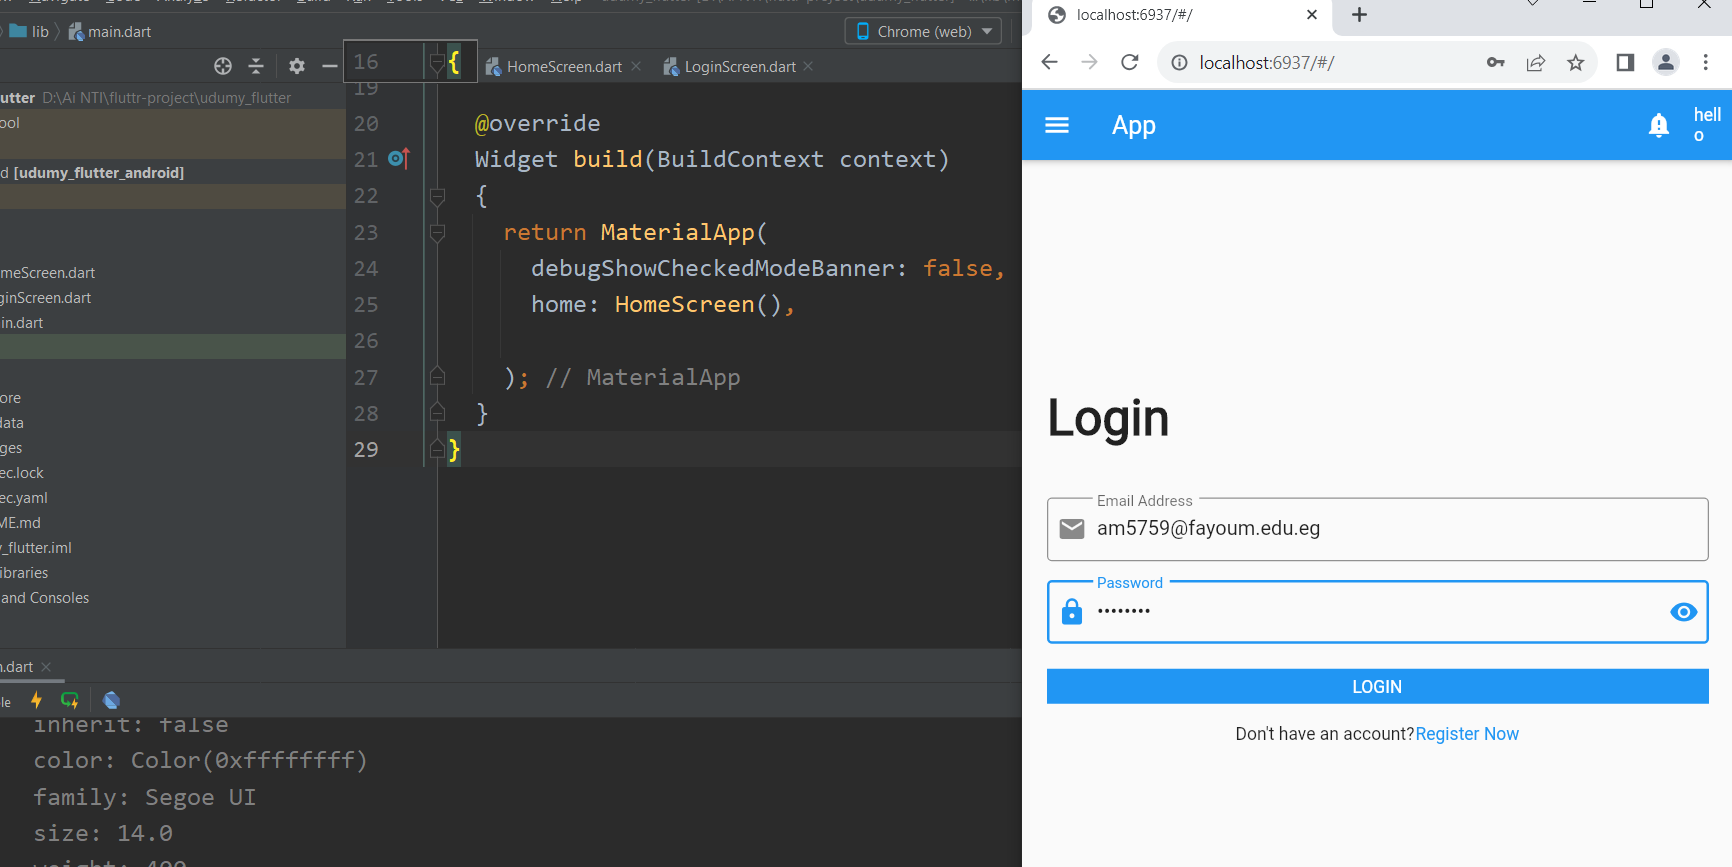 lib main.dart
Chrome (web)
HomeScreen.dart LoginScreen.dart
utter D:\Ai NTI\fluttr-project\udumy_flutter
ool
d [udumy_flutter_android]
meScreen.dart
ginScreen.dart
in.dart
ore
data
ges
ec.lock
ec.yaml
ME.md
_flutter.iml
ibraries
and Consoles
16 {
19
20 @override
21 Widget build(BuildContext context)
22 {
23 return MaterialApp(
24 debugShowCheckedModeBanner: false,
25 home: HomeScreen(),
26
27 ); // MaterialApp
28 }
29 }
.dart
le
inherit: false
color: Color(0xffffffff)
family: Segoe UI
size: 14.0
weight: 400
localhost:6937/#/
localhost:6937/#/
App
hell
o
Login
Email Address
am5759@fayoum.edu.eg
Password
••••••••
LOGIN
Don't have an account?Register Now